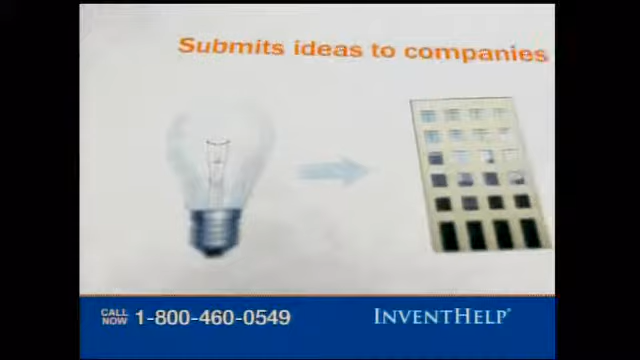 Submits ideas to companies
CALL NOW 1-800-460-0549
INVENTHELP®